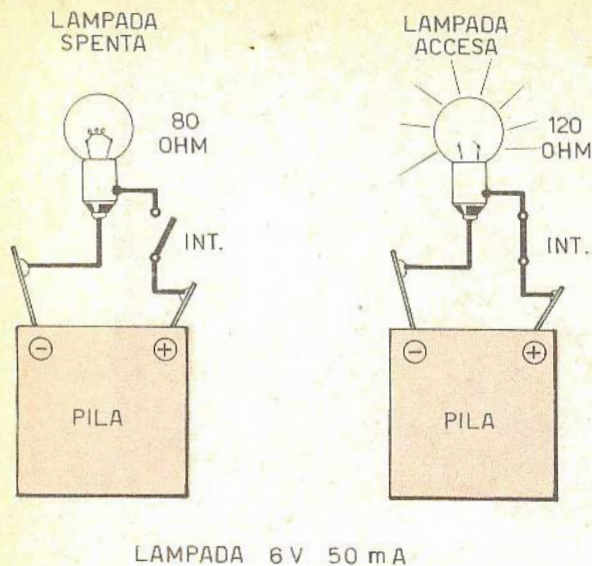 LAMPADA
SPENTA
80
OHM
INT.
−
+
PILA
LAMPADA
ACCESA
120
OHM
INT.
−
+
PILA
LAMPADA 6V 50 mA